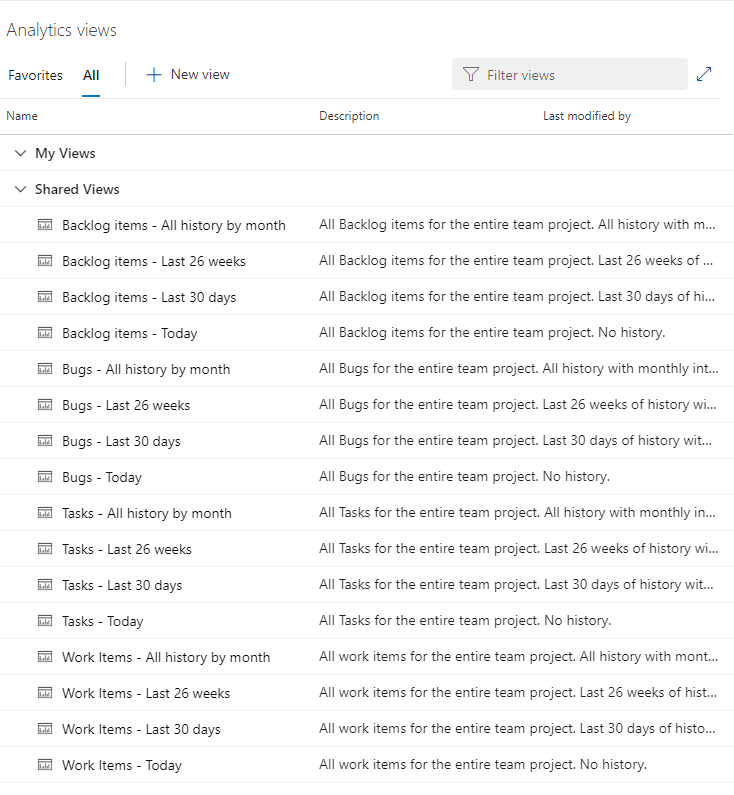 Analytics views
Favorites All New view Filter views
Name Description Last modified by
My Views
Shared Views
Backlog items - All history by month All Backlog items for the entire team project. All history with m...
Backlog items - Last 26 weeks All Backlog items for the entire team project. Last 26 weeks of ...
Backlog items - Last 30 days All Backlog items for the entire team project. Last 30 days of hi...
Backlog items - Today All Backlog items for the entire team project. No history.
Bugs - All history by month All Bugs for the entire team project. All history with monthly int...
Bugs - Last 26 weeks All Bugs for the entire team project. Last 26 weeks of history wi...
Bugs - Last 30 days All Bugs for the entire team project. Last 30 days of history wit...
Bugs - Today All Bugs for the entire team project. No history.
Tasks - All history by month All Tasks for the entire team project. All history with monthly in...
Tasks - Last 26 weeks All Tasks for the entire team project. Last 26 weeks of history wi...
Tasks - Last 30 days All Tasks for the entire team project. Last 30 days of history wit...
Tasks - Today All Tasks for the entire team project. No history.
Work Items - All history by month All work items for the entire team project. All history with mont...
Work Items - Last 26 weeks All work items for the entire team project. Last 26 weeks of hist...
Work Items - Last 30 days All work items for the entire team project. Last 30 days of histo...
Work Items - Today All work items for the entire team project. No history.